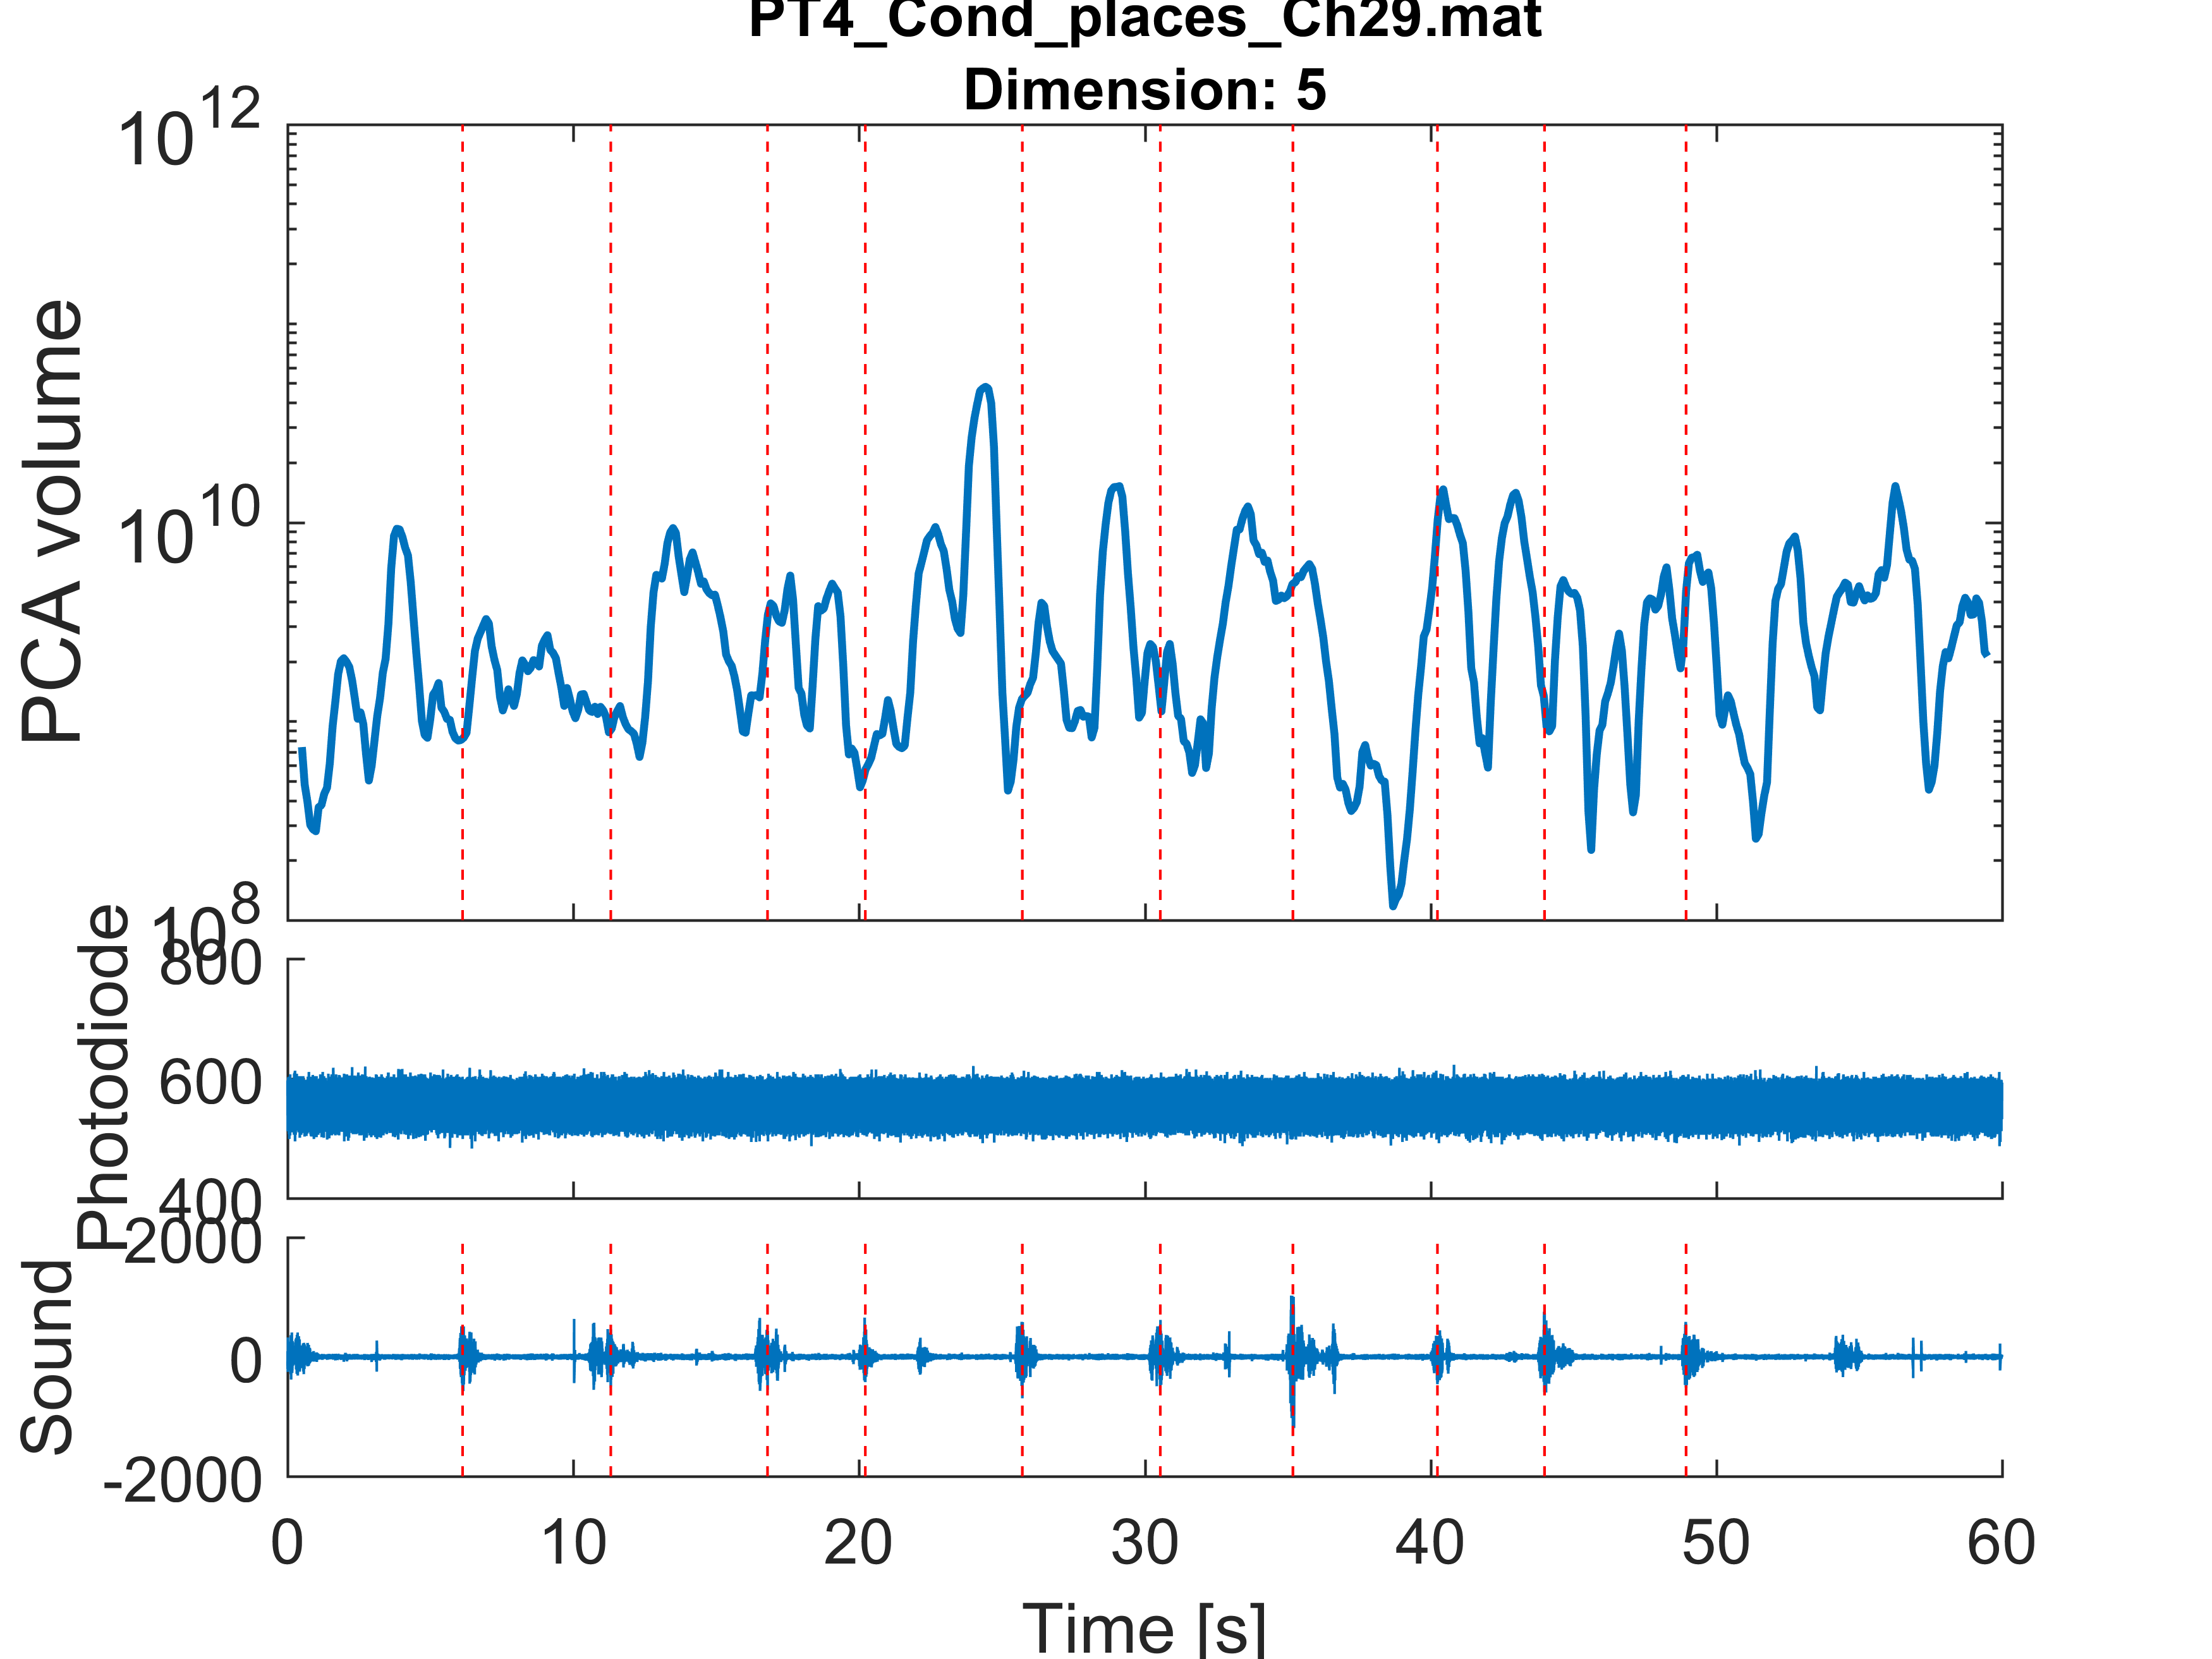 PT4_Cond_places_Ch29.mat
Dimension: 5
10^12
10^10
10^8
PCA volume
800
600
400
Photodiode
2000
0
-2000
Sound
0 10 20 30 40 50 60
Time [s]